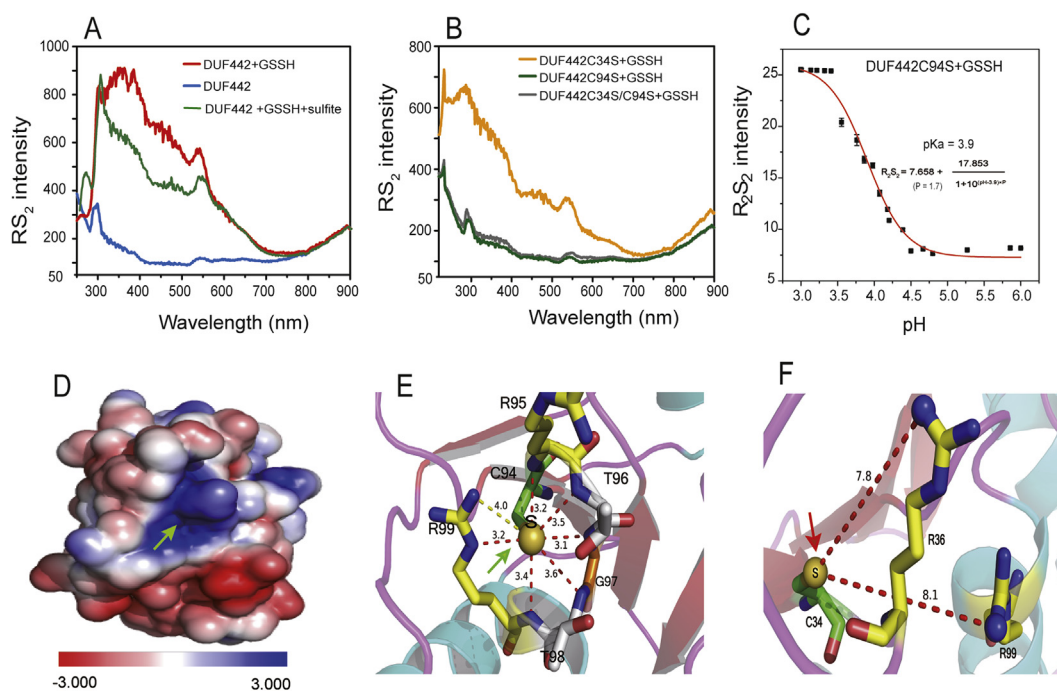 A
RS2 intensity
1000
800
600
400
200
50
DUF442+GSSH
DUF442
DUF442 +GSSH+sulfite
300 400 500 600 700 800 900
Wavelength (nm)
B
RS2 intensity
800
600
400
200
50
DUF442C34S+GSSH
DUF442C94S+GSSH
DUF442C34S/C94S+GSSH
300 400 500 600 700 800 900
Wavelength (nm)
C
R2S2 intensity
25
20
15
10
5
DUF442C94S+GSSH
pKa = 3.9
R2S2 = 7.658 + 17.853
(P = 1.7) 1+10(pH-3.9)×P
3.0 3.5 4.0 4.5 5.0 5.5 6.0
pH
D
-3.000 3.000
E
R95
C94
T96
S
R99
4.0
3.2
3.5
3.2
3.1
3.4
3.6
G97
T98
F
7.8
R36
S
8.1
C34
R99